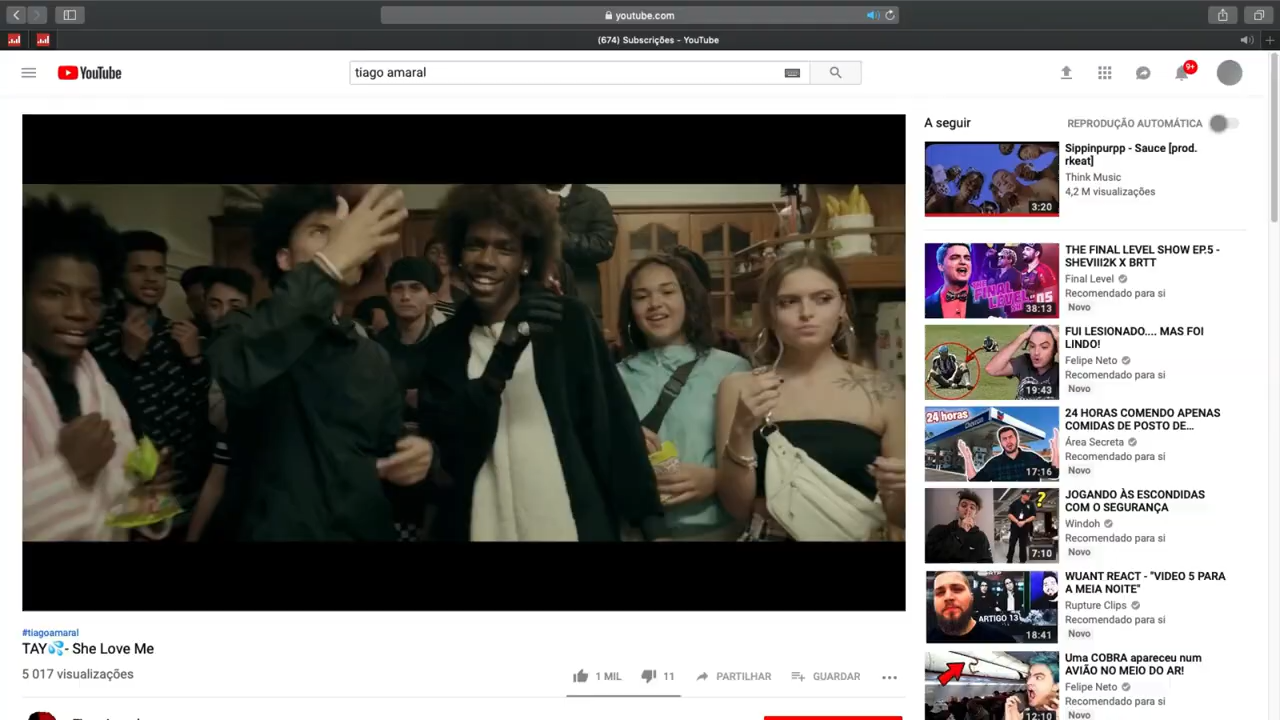 youtube.com
(674) Subscrições - YouTube
YouTube
tiago amaral
9+
A seguir
REPRODUÇÃO AUTOMÁTICA
Sippinpurpp - Sauce [prod.
rkeat]
Think Music
4,2 M visualizações
3:20
THE FINAL LEVEL SHOW EP.5 -
SHEVIII2K X BRTT
Final Level
Recomendado para si
Novo
THE
FINAL
LEVEL
05
38:13
FUI LESIONADO.... MAS FOI
LINDO!
Felipe Neto
Recomendado para si
Novo
19:43
24 HORAS COMENDO APENAS
COMIDAS DE POSTO DE...
Área Secreta
Recomendado para si
Novo
24 horas
17:16
JOGANDO ÀS ESCONDIDAS
COM O SEGURANÇA
Windoh
Recomendado para si
Novo
?
7:10
WUANT REACT - "VIDEO 5 PARA
A MEIA NOITE"
Rupture Clips
Recomendado para si
Novo
ARTIGO 13
18:41
Uma COBRA apareceu num
AVIÃO NO MEIO DO AR!
Felipe Neto
Recomendado para si
Novo
12:10
#tiagoamaral
TAY💦- She Love Me
5 017 visualizações
1 MIL
11
PARTILHAR
GUARDAR